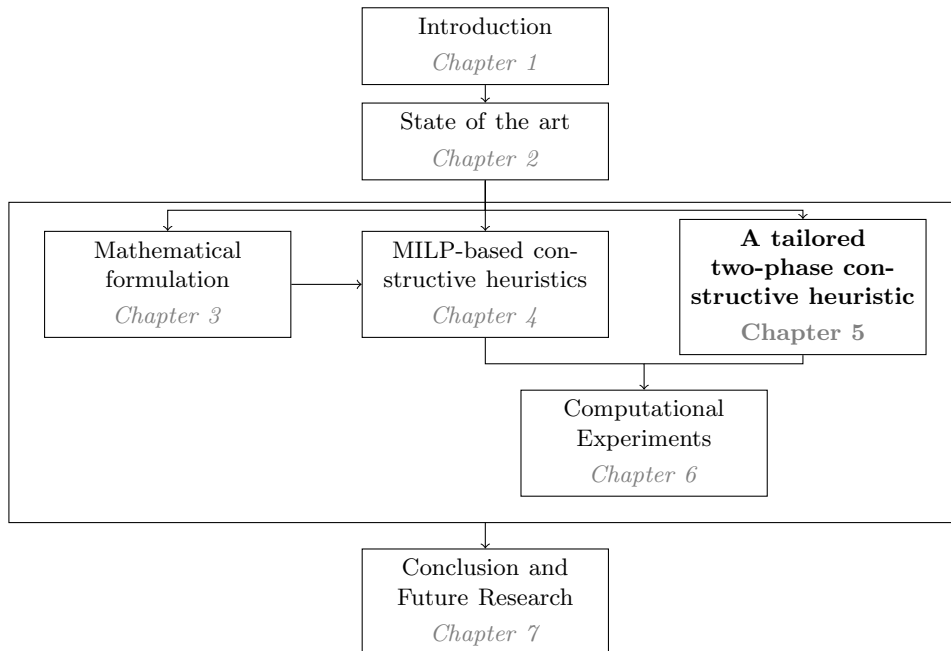 Introduction
Chapter 1
State of the art
Chapter 2
Mathematical
formulation
Chapter 3
MILP-based con-
structive heuristics
Chapter 4
A tailored
two-phase con-
structive heuristic
Chapter 5
Computational
Experiments
Chapter 6
Conclusion and
Future Research
Chapter 7